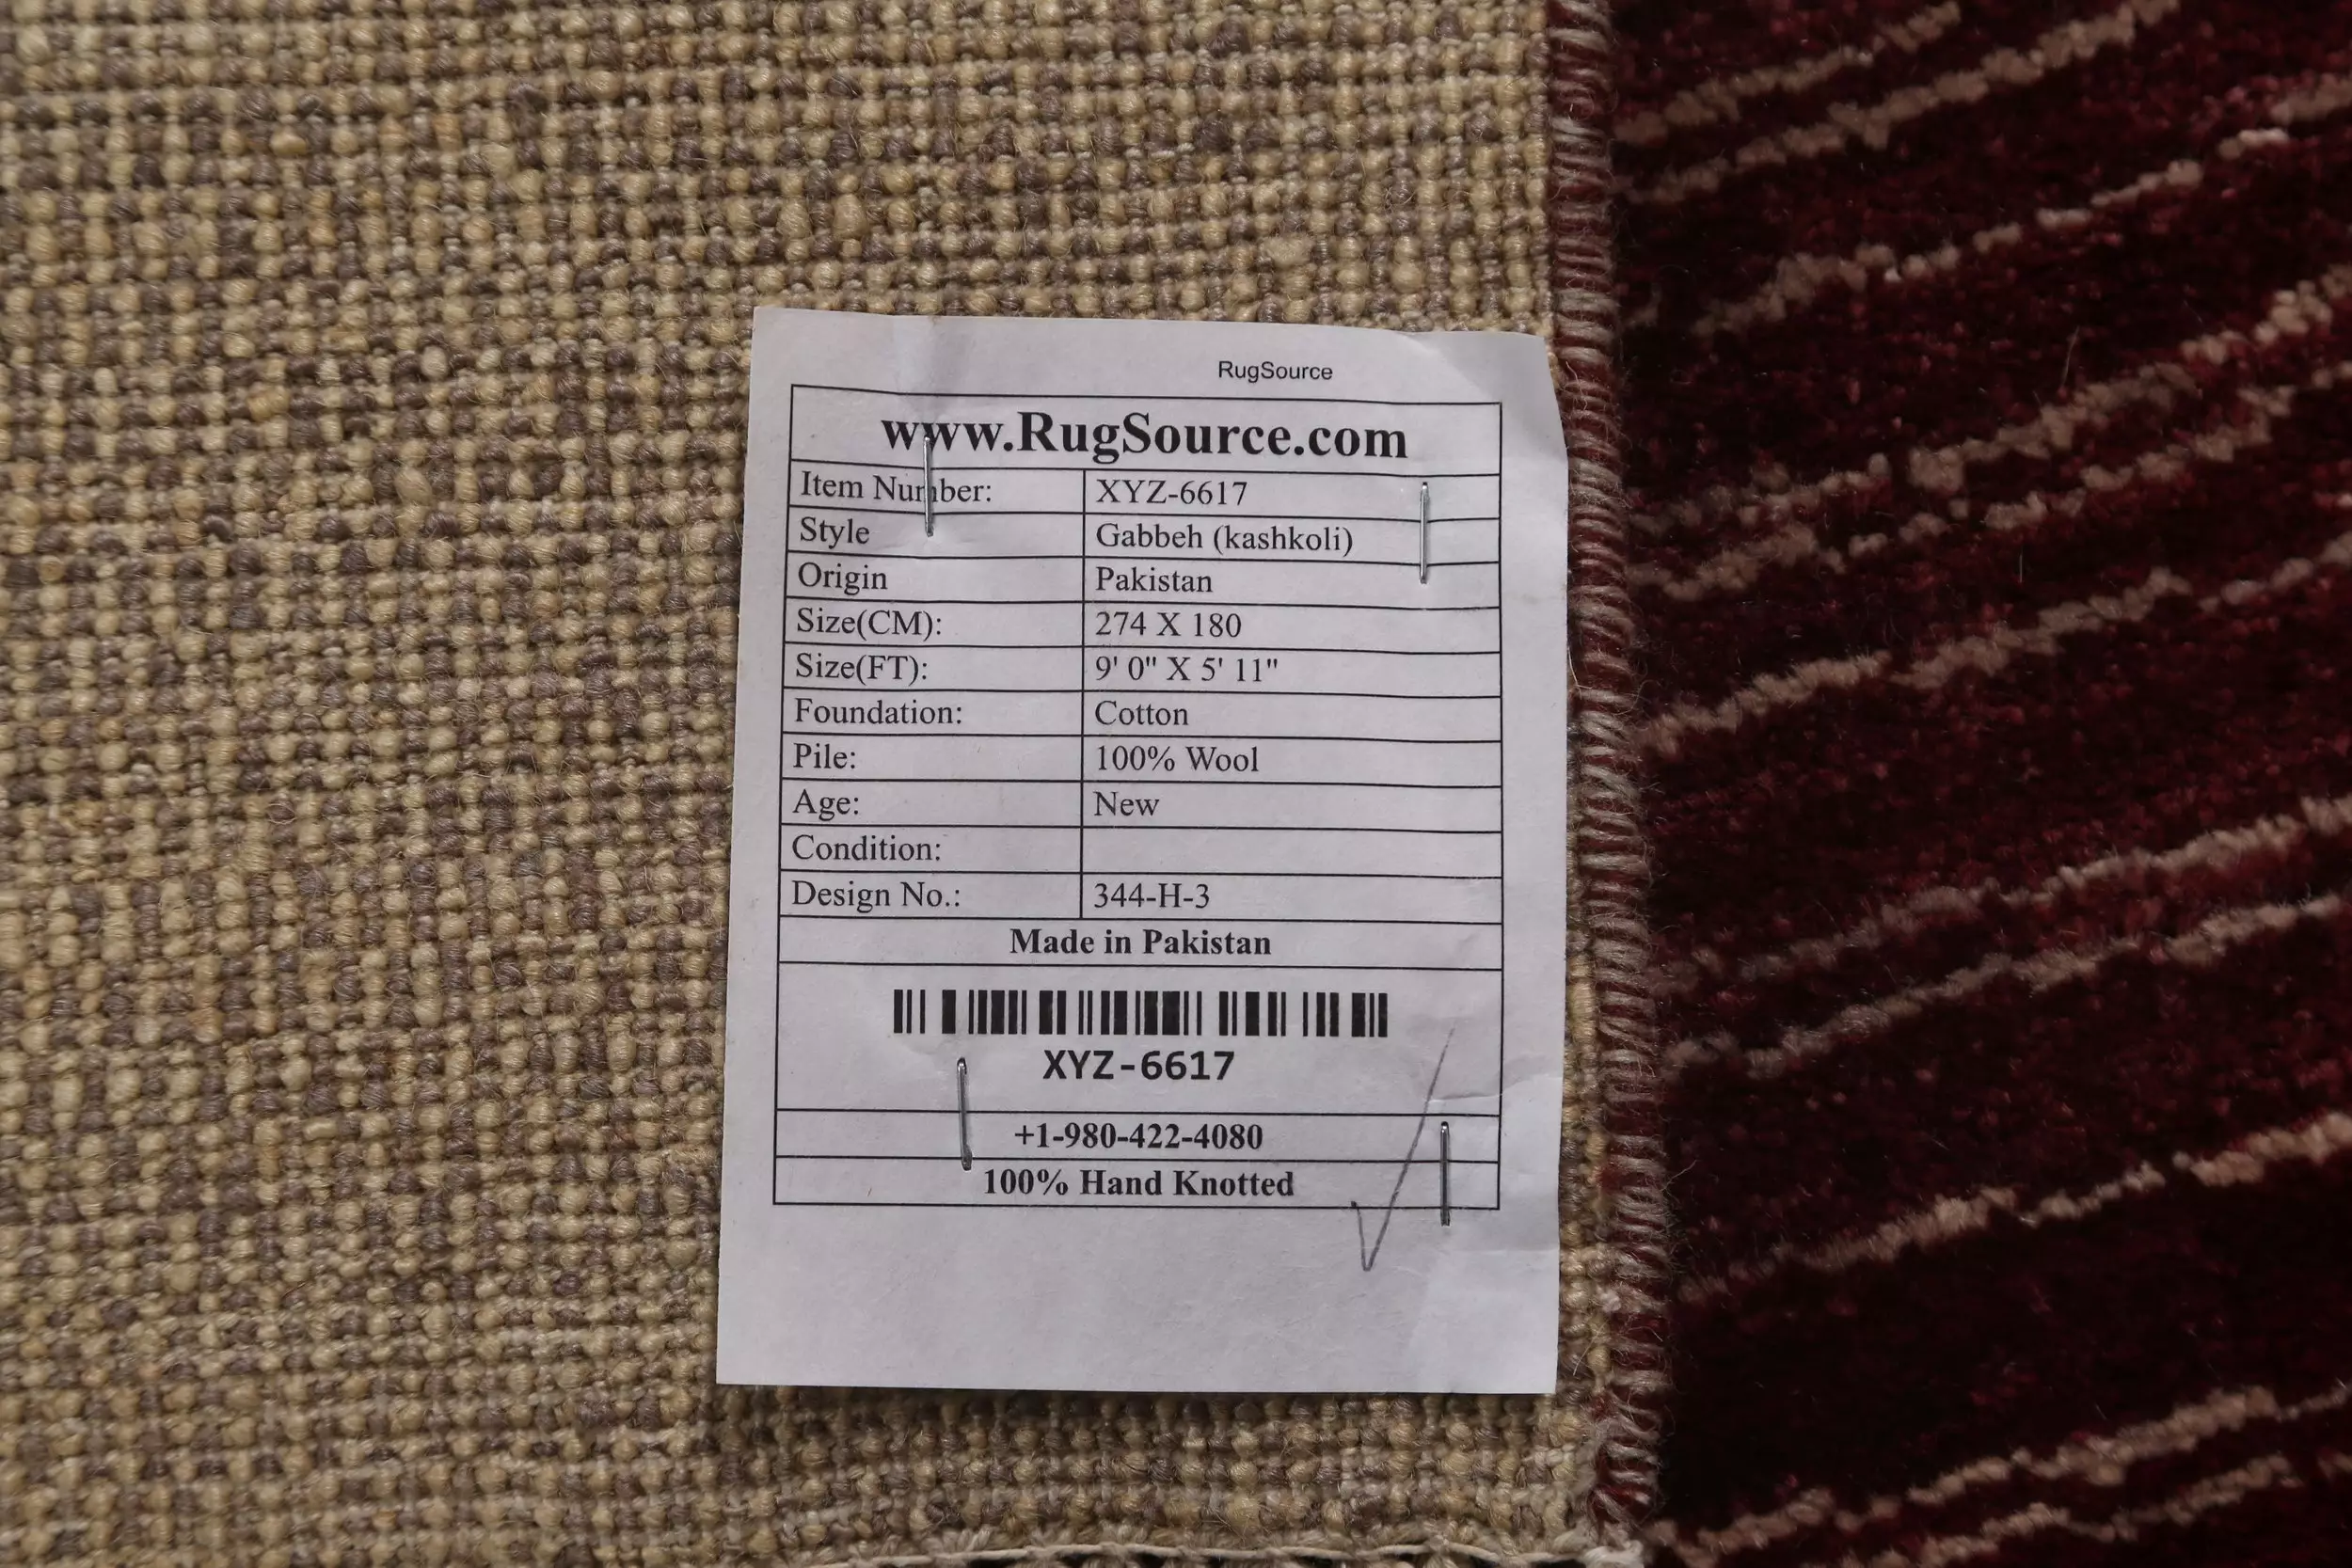 RugSource
www.RugSource.com
Item Number: XYZ-6617
Style Gabbeh (kashkoli)
Origin Pakistan
Size(CM): 274 X 180
Size(FT): 9' 0" X 5' 11"
Foundation: Cotton
Pile: 100% Wool
Age: New
Condition:
Design No.: 344-H-3
Made in Pakistan
XYZ-6617
+1-980-422-4080
100% Hand Knotted